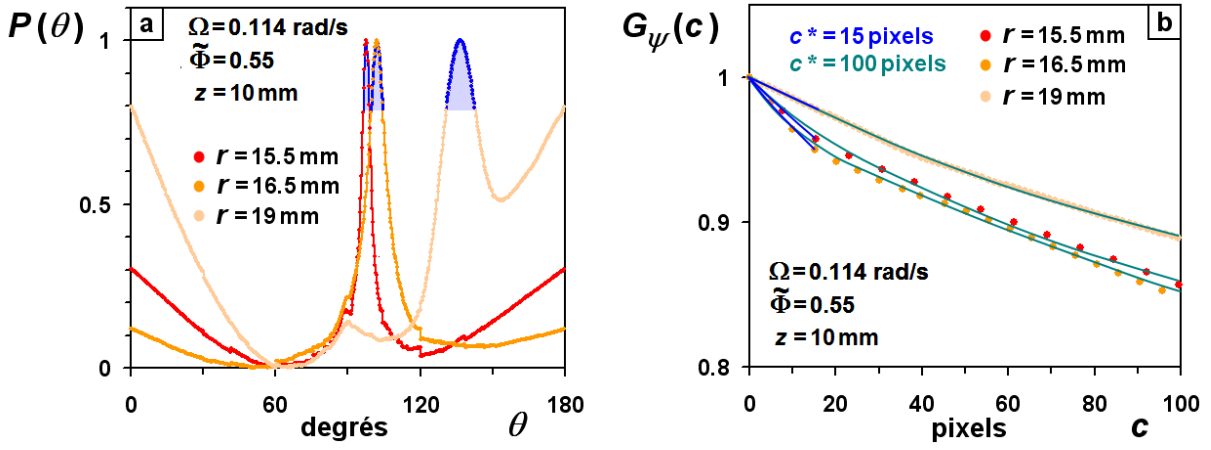 P(θ)
a
Ω = 0.114 rad/s
Φ̃ = 0.55
z = 10 mm
r = 15.5 mm
r = 16.5 mm
r = 19 mm
1
0.5
0
0 60 120 180
degrés θ
G_ψ(c)
b
c* = 15 pixels
c* = 100 pixels
r = 15.5 mm
r = 16.5 mm
r = 19 mm
1
0.9
0.8
Ω = 0.114 rad/s
Φ̃ = 0.55
z = 10 mm
0 20 40 60 80 100
pixels c